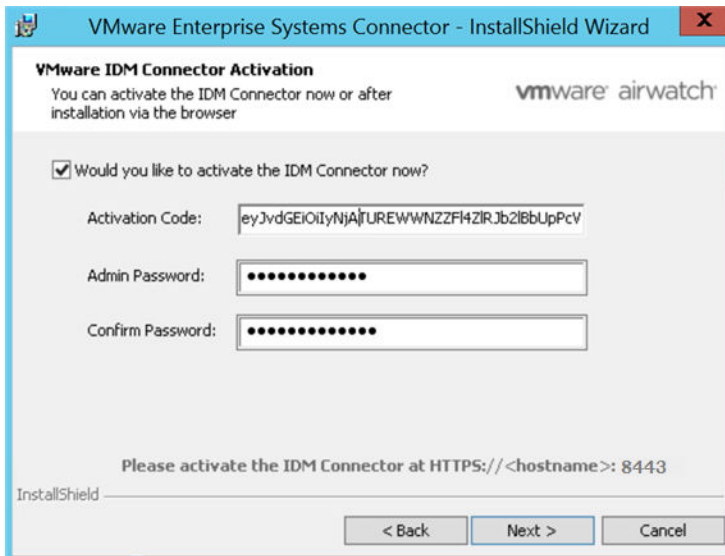 VMware Enterprise Systems Connector - InstallShield Wizard
X
VMware IDM Connector Activation
You can activate the IDM Connector now or after
installation via the browser
vmware airwatch
Would you like to activate the IDM Connector now?
Activation Code: eyJvdGEiOiIyNjATUREWWNZZFl4ZlRJb2lBbUpPcV
Admin Password: ••••••••••••
Confirm Password: •••••••••••••
Please activate the IDM Connector at HTTPS://<hostname>: 8443
InstallShield
< Back Next > Cancel